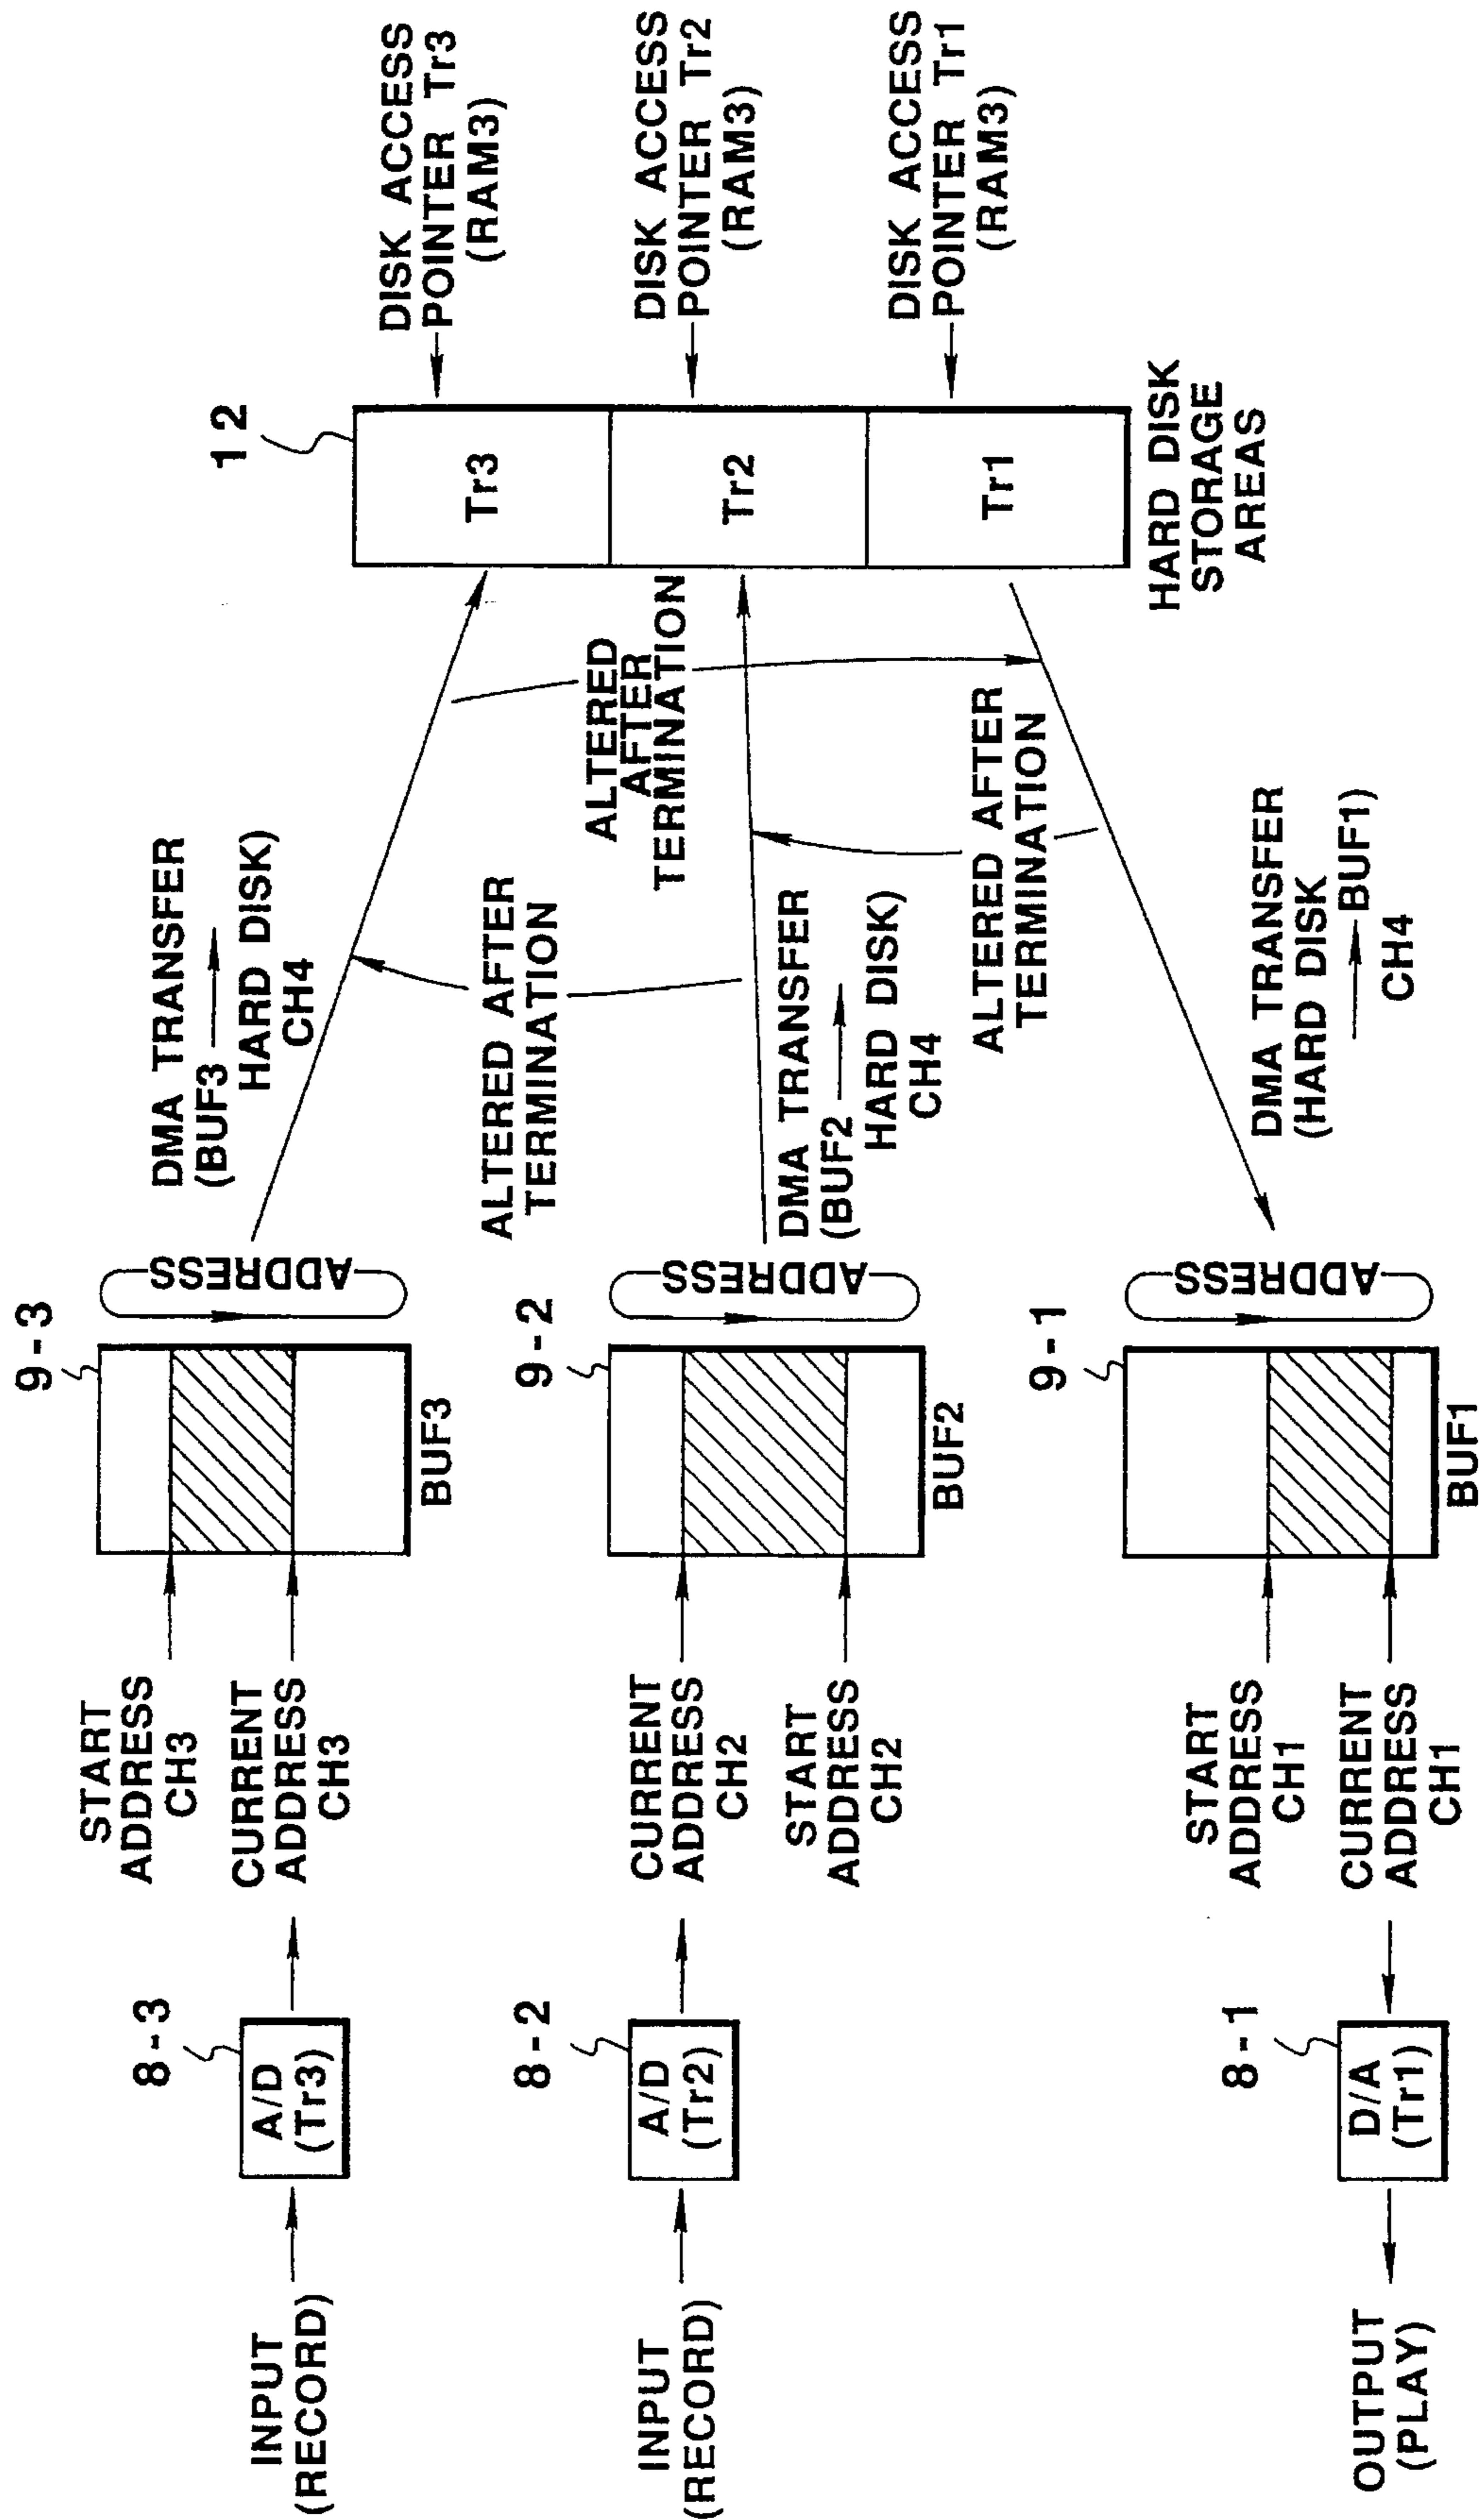 INPUT
(RECORD)
8-3
A/D
(Tr3)
START
ADDRESS
CH3
CURRENT
ADDRESS
CH3
9-3
BUF3
ADDRESS
DMA TRANSFER
(BUF3
HARD DISK)
CH4
ALTERED AFTER
TERMINATION
INPUT
(RECORD)
8-2
A/D
(Tr2)
CURRENT
ADDRESS
CH2
START
ADDRESS
CH2
9-2
BUF2
ADDRESS
DMA TRANSFER
(BUF2
HARD DISK)
CH4
ALTERED
AFTER
TERMINATION
ALTERED AFTER
TERMINATION
OUTPUT
(PLAY)
8-1
D/A
(Tr1)
START
ADDRESS
CH1
CURRENT
ADDRESS
CH1
9-1
BUF1
ADDRESS
DMA TRANSFER
(HARD DISK
BUF1)
CH4
12
Tr3
Tr2
Tr1
HARD DISK
STORAGE
AREAS
DISK ACCESS
POINTER Tr3
(RAM3)
DISK ACCESS
POINTER Tr2
(RAM3)
DISK ACCESS
POINTER Tr1
(RAM3)